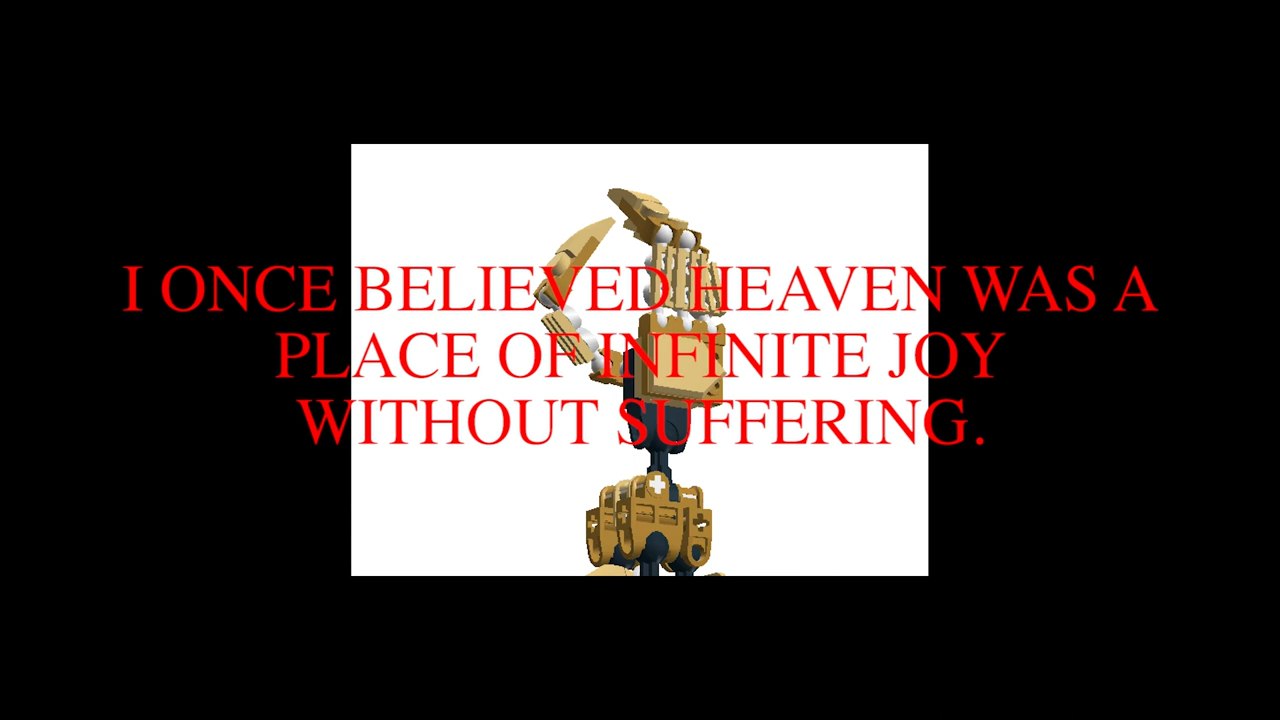 I ONCE BELIEVED HEAVEN WAS A
PLACE OF INFINITE JOY
WITHOUT SUFFERING.